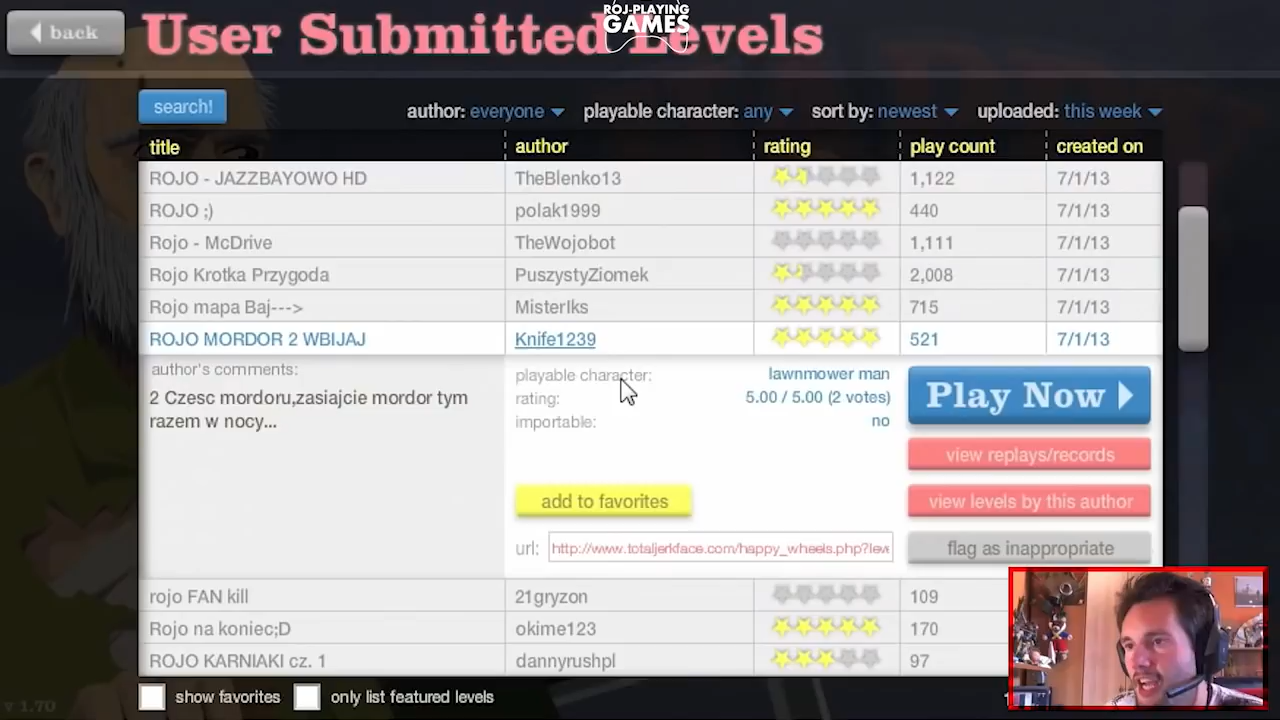 ROJ-PLAYING
GAMES
back
User Submitted Levels
search!
author: everyone playable character: any sort by: newest uploaded: this week
title author rating play count created on
ROJO - JAZZBAYOWO HD TheBlenko13 1,122 7/1/13
ROJO ;) polak1999 440 7/1/13
Rojo - McDrive TheWojobot 1,111 7/1/13
Rojo Krotka Przygoda PuszystyZiomek 2,008 7/1/13
Rojo mapa Baj---> MisterIks 715 7/1/13
ROJO MORDOR 2 WBIJAJ Knife1239 521 7/1/13
author's comments:
2 Czesc mordoru,zasiajcie mordor tym
razem w nocy...
playable character: lawnmower man
rating: 5.00 / 5.00 (2 votes)
importable: no
Play Now
view replays/records
add to favorites
view levels by this author
url: http://www.totaljerkface.com/happy_wheels.php?leve
flag as inappropriate
rojo FAN kill 21gryzon 109
Rojo na koniec;D okime123 170
ROJO KARNIAKI cz. 1 dannyrushpl 97
show favorites only list featured levels
v 1.70